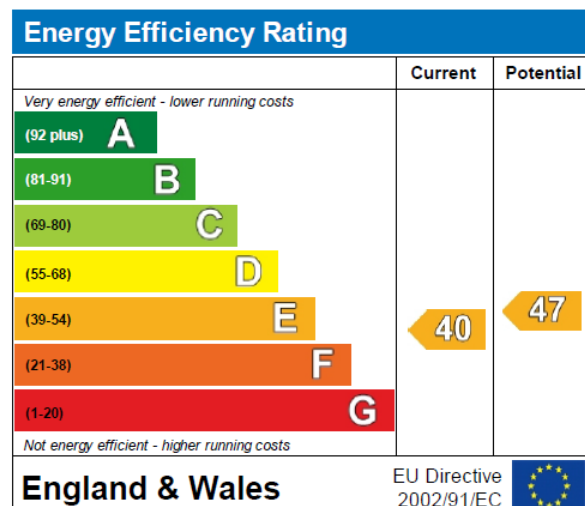 Energy Efficiency Rating
Current Potential
Very energy efficient - lower running costs
(92 plus) A
(81-91) B
(69-80) C
(55-68) D
(39-54) E
40
47
(21-38) F
(1-20) G
Not energy efficient - higher running costs
England & Wales
EU Directive
2002/91/EC